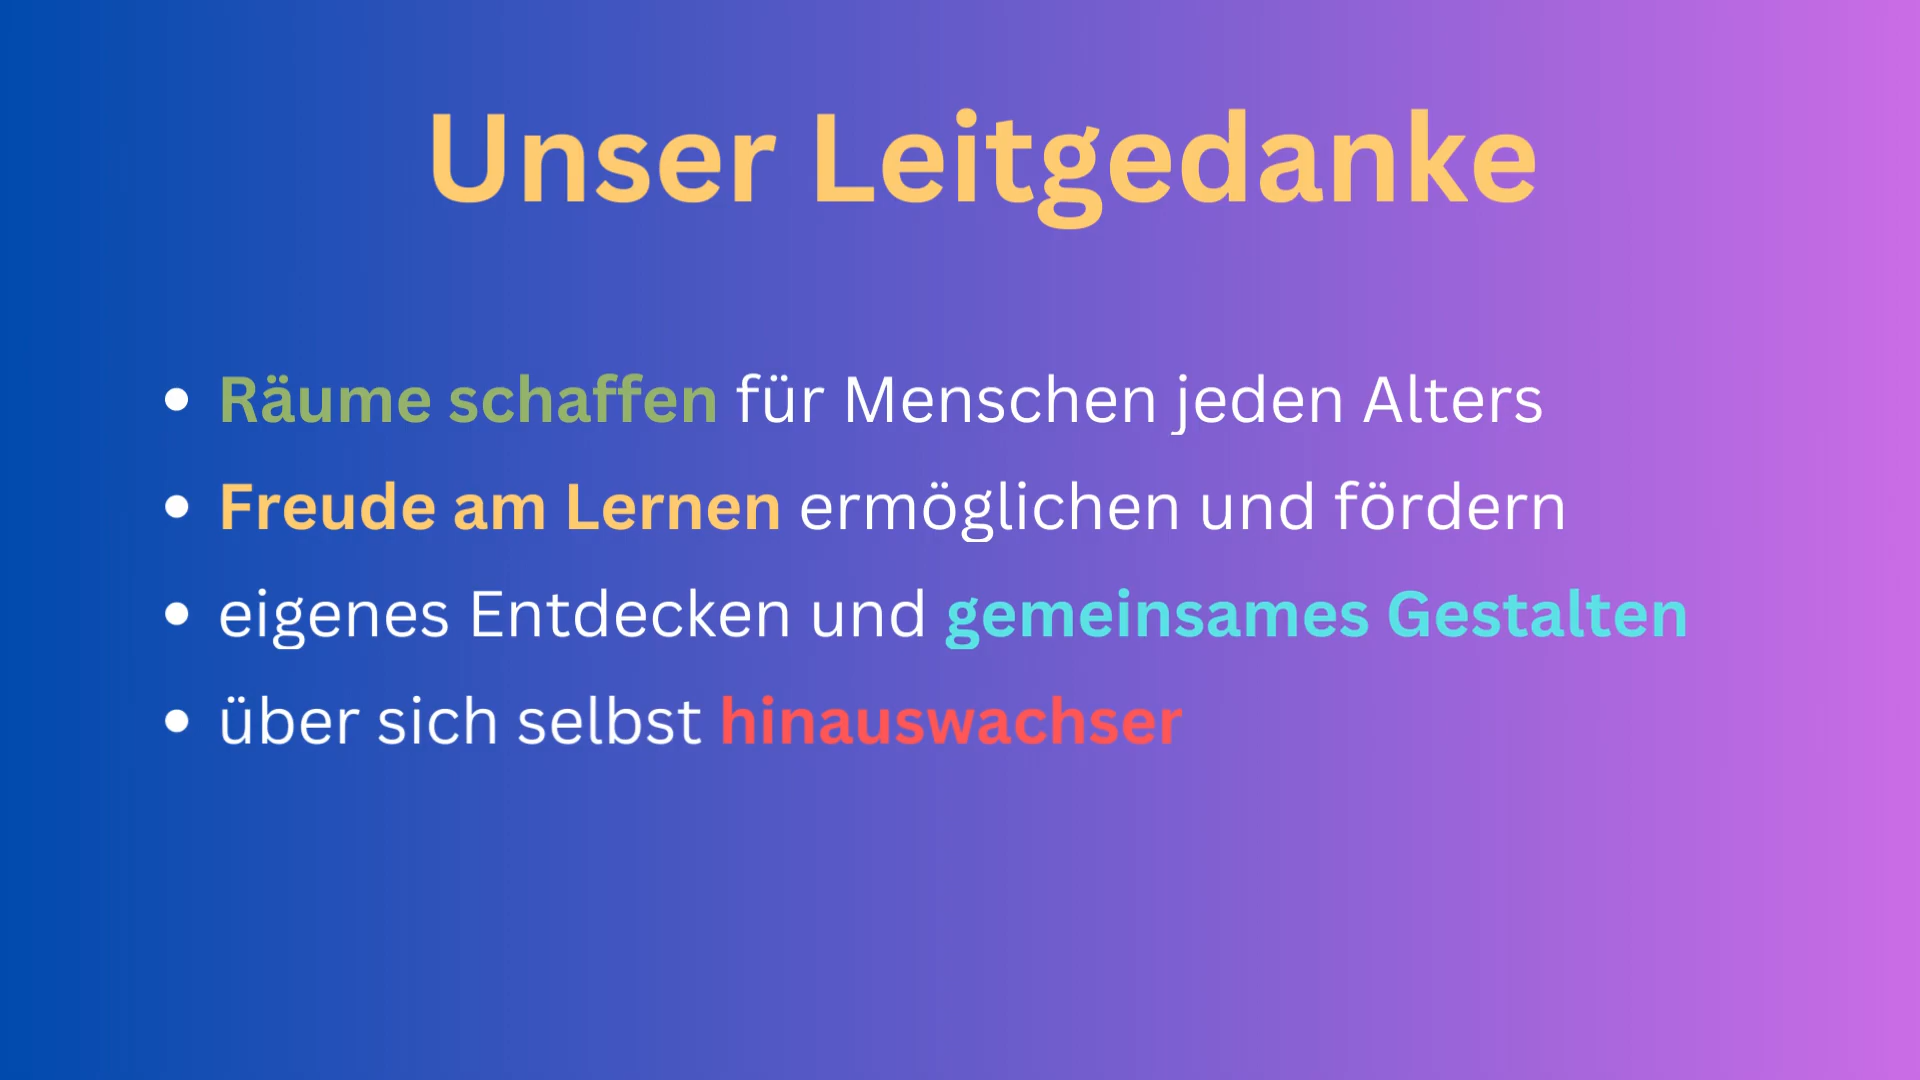 Unser Leitgedanke
• Räume schaffen für Menschen jeden Alters
• Freude am Lernen ermöglichen und fördern
• eigenes Entdecken und gemeinsames Gestalten
• über sich selbst hinauswachser